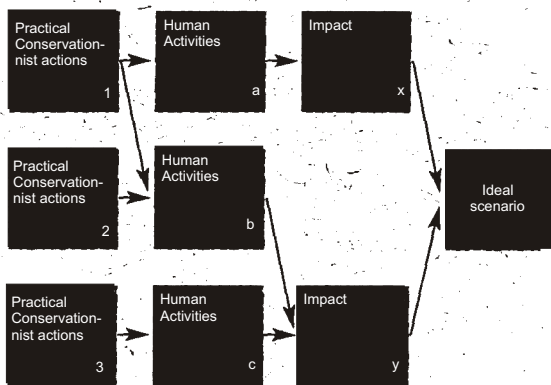 Practical
Conservation-
nist actions
1
Human
Activities
a
Impact
x
Practical
Conservation-
nist actions
2
Human
Activities
b
Ideal
scenario
Practical
Conservation-
nist actions
3
Human
Activities
c
Impact
y